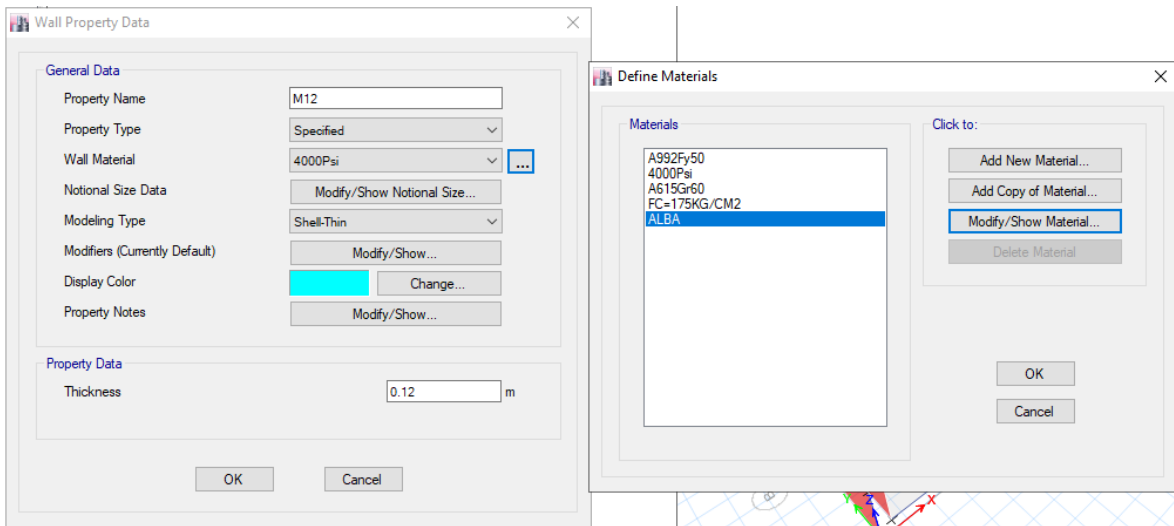 Wall Property Data
General Data
Property Name M12
Property Type Specified
Wall Material 4000Psi ...
Notional Size Data Modify/Show Notional Size...
Modeling Type Shell-Thin
Modifiers (Currently Default) Modify/Show...
Display Color Change...
Property Notes Modify/Show...
Property Data
Thickness 0.12 m
OK Cancel
Define Materials
Materials
A992Fy50
4000Psi
A615Gr60
FC=175KG/CM2
ALBA
Click to:
Add New Material...
Add Copy of Material...
Modify/Show Material...
Delete Material
OK
Cancel
B
Y
Z
X